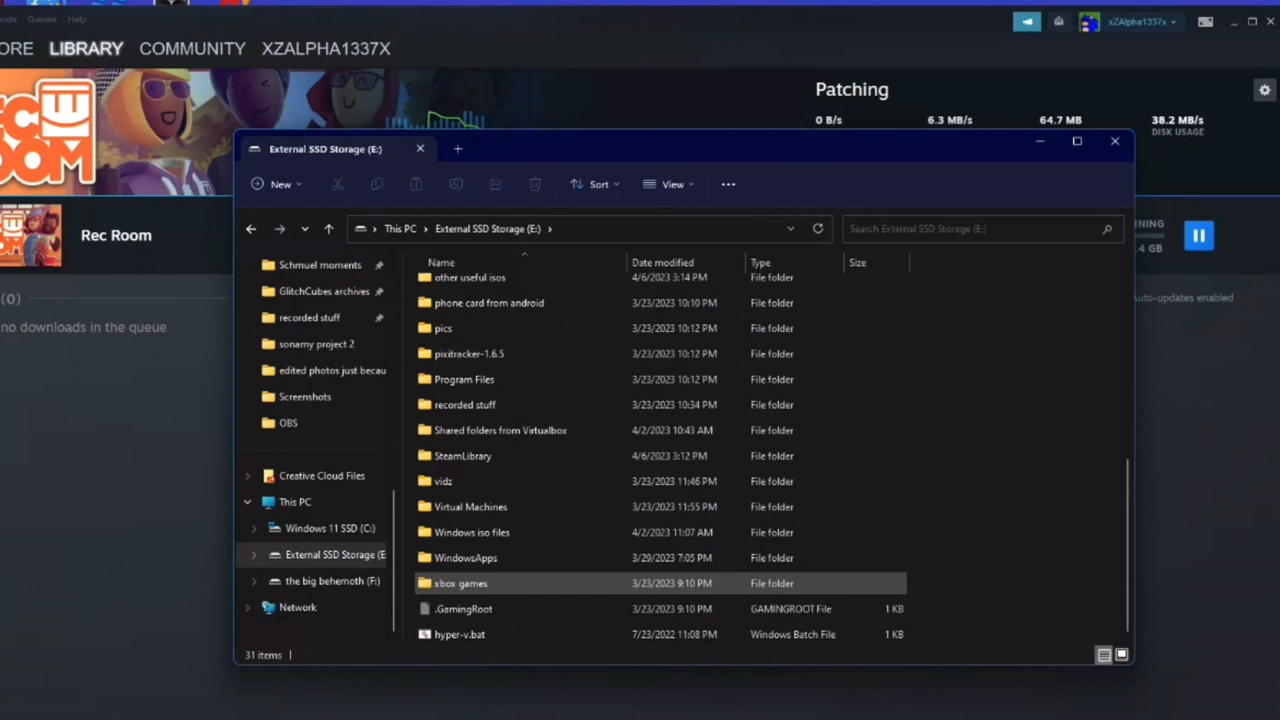 ends Games Help
xZAlpha1337x
ORE LIBRARY COMMUNITY XZALPHA1337X
EC
ROOM
Patching
0 B/s 6.3 MB/s 64.7 MB 38.2 MB/s
DISK USAGE
External SSD Storage (E:)
New Sort View
This PC External SSD Storage (E:)
Search External SSD Storage (E:)
Rec Room
INING
.4 GB
(0)
no downloads in the queue
Auto-updates enabled
Schmuel moments
GlitchCubes archives
recorded stuff
sonamy project 2
edited photos just becau
Screenshots
OBS
Creative Cloud Files
This PC
Windows 11 SSD (C:)
External SSD Storage (E
the big behemoth (F:)
Network
Name Date modified Type Size
other useful isos 4/6/2023 3:14 PM File folder
phone card from android 3/23/2023 10:10 PM File folder
pics 3/23/2023 10:12 PM File folder
pixitracker-1.6.5 3/23/2023 10:12 PM File folder
Program Files 3/23/2023 10:12 PM File folder
recorded stuff 3/23/2023 10:34 PM File folder
Shared folders from Virtualbox 4/2/2023 10:43 AM File folder
SteamLibrary 4/6/2023 3:12 PM File folder
vidz 3/23/2023 11:46 PM File folder
Virtual Machines 3/23/2023 11:55 PM File folder
Windows iso files 4/2/2023 11:07 AM File folder
WindowsApps 3/29/2023 7:05 PM File folder
xbox games 3/23/2023 9:10 PM File folder
.GamingRoot 3/23/2023 9:10 PM GAMINGROOT File 1 KB
hyper-v.bat 7/23/2022 11:08 PM Windows Batch File 1 KB
31 items